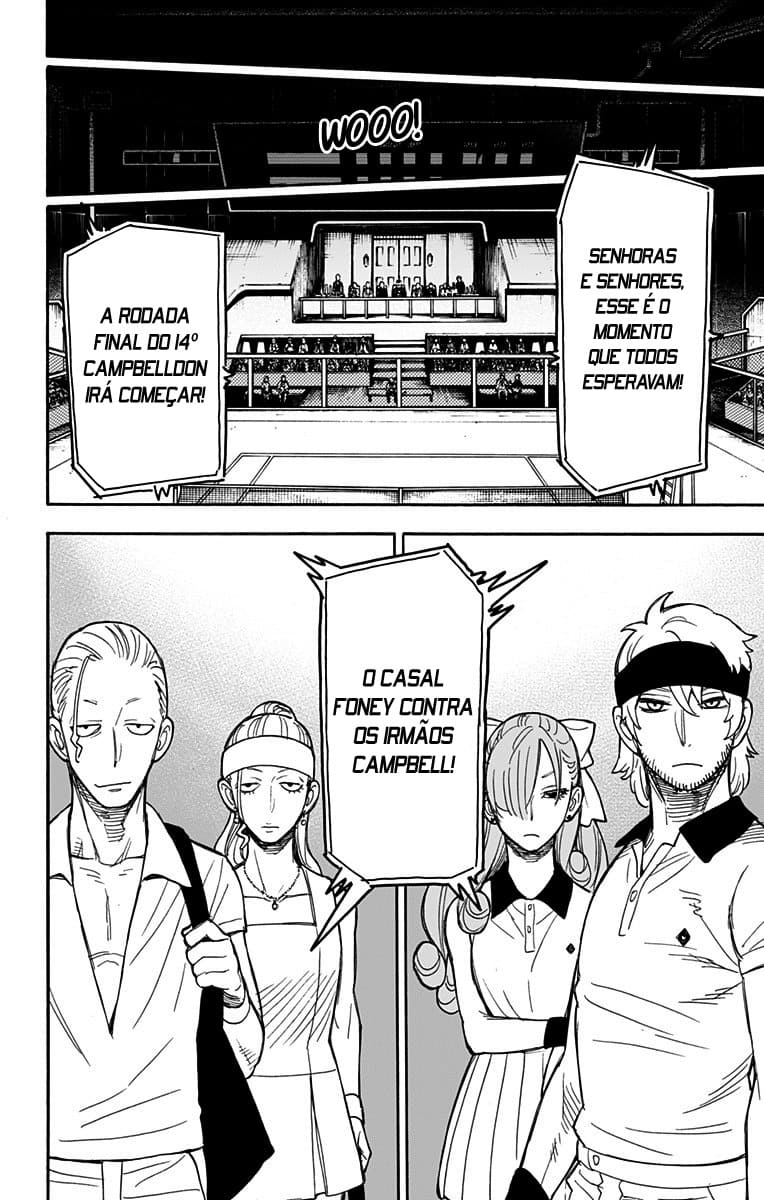 WOOO!
SENHORAS
E SENHORES,
ESSE É O
MOMENTO
QUE TODOS
ESPERAVAM!
A RODADA
FINAL DO 14º
CAMPBELLDON
IRÁ COMEÇAR!
O CASAL
FONEY CONTRA
OS IRMÃOS
CAMPBELL!